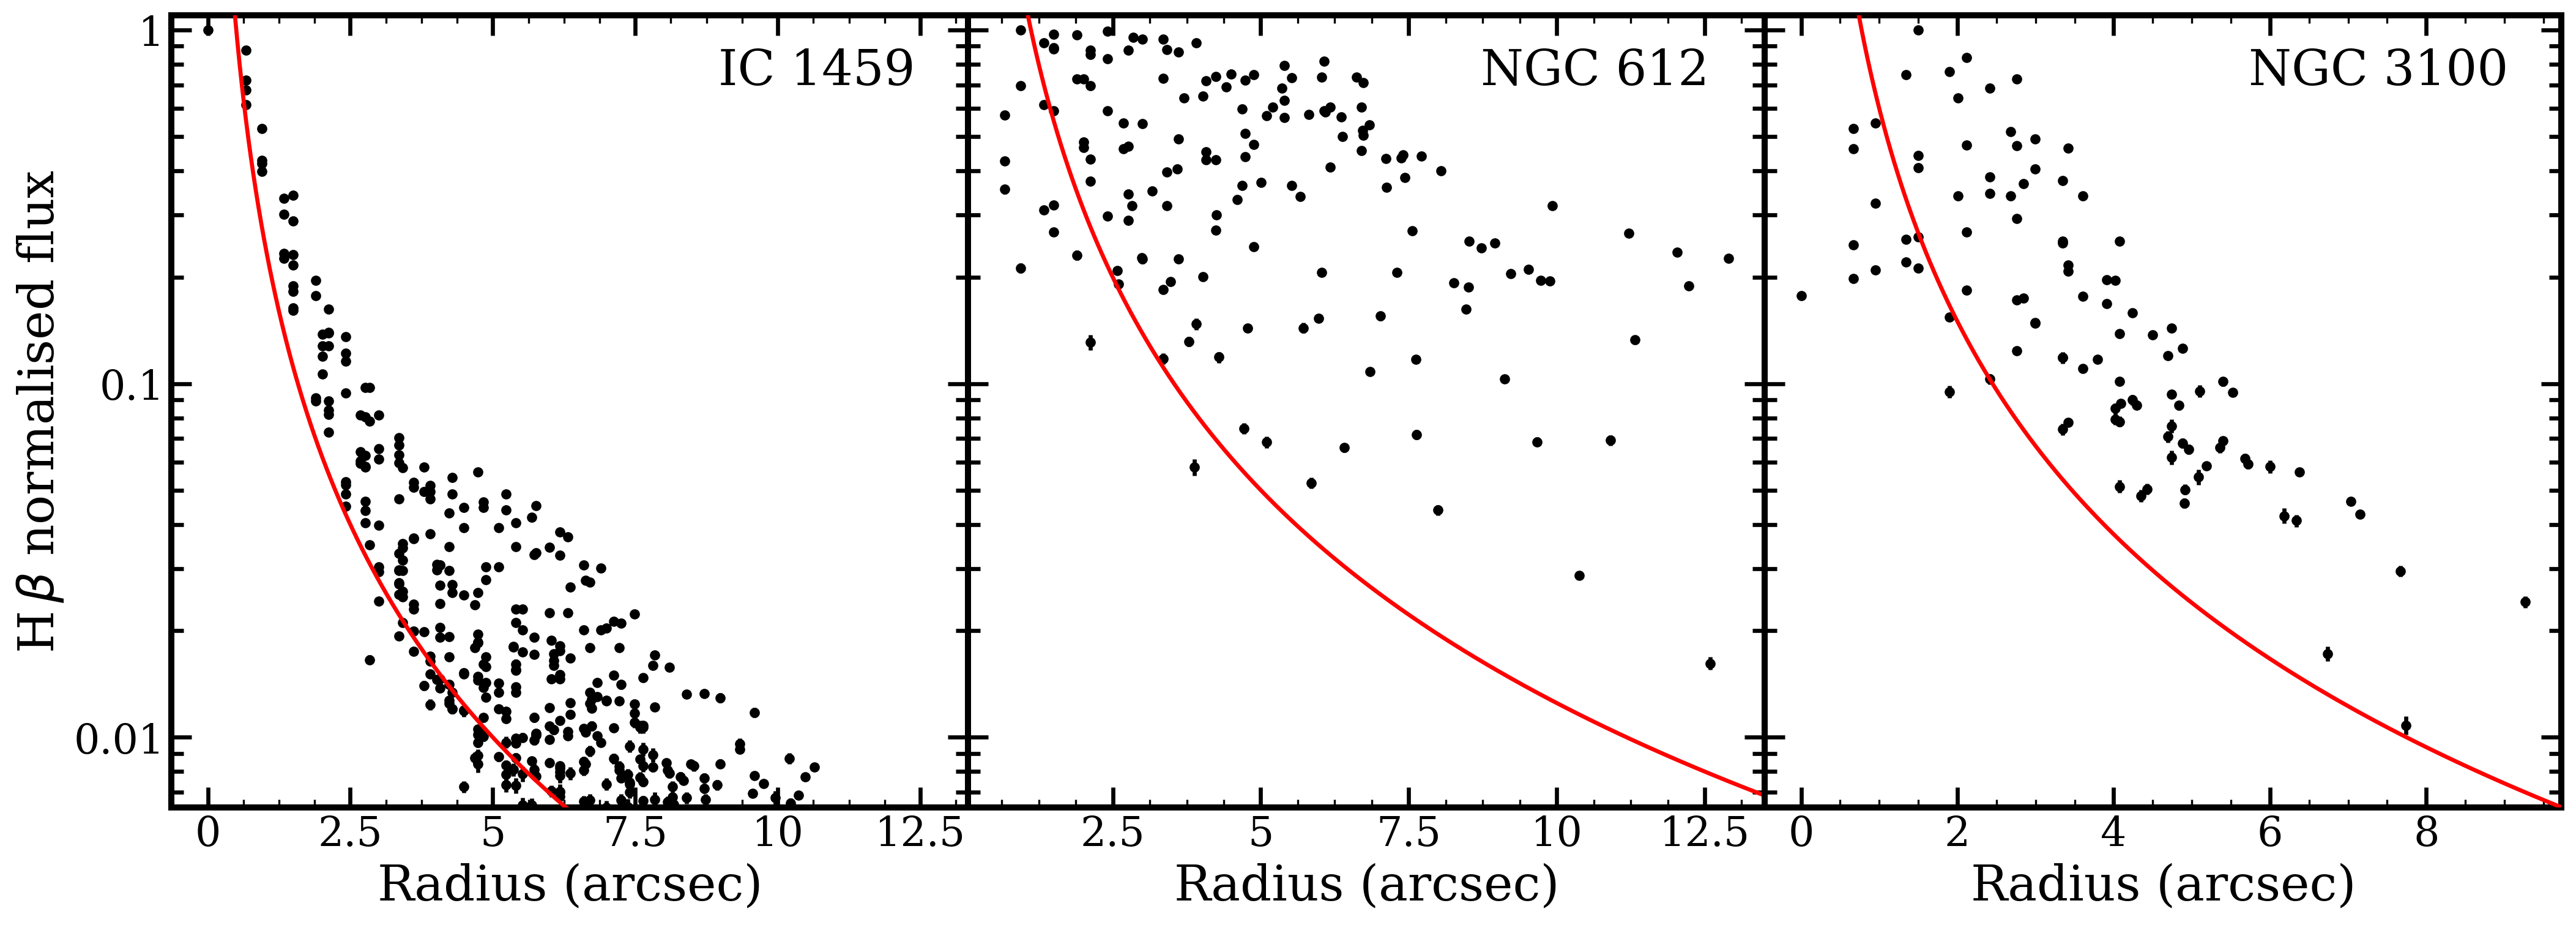 IC 1459
NGC 612
NGC 3100
H β normalised flux
1
0.1
0.01
0 2.5 5 7.5 10 12.5
2.5 5 7.5 10 12.5
0 2 4 6 8
Radius (arcsec)
Radius (arcsec)
Radius (arcsec)